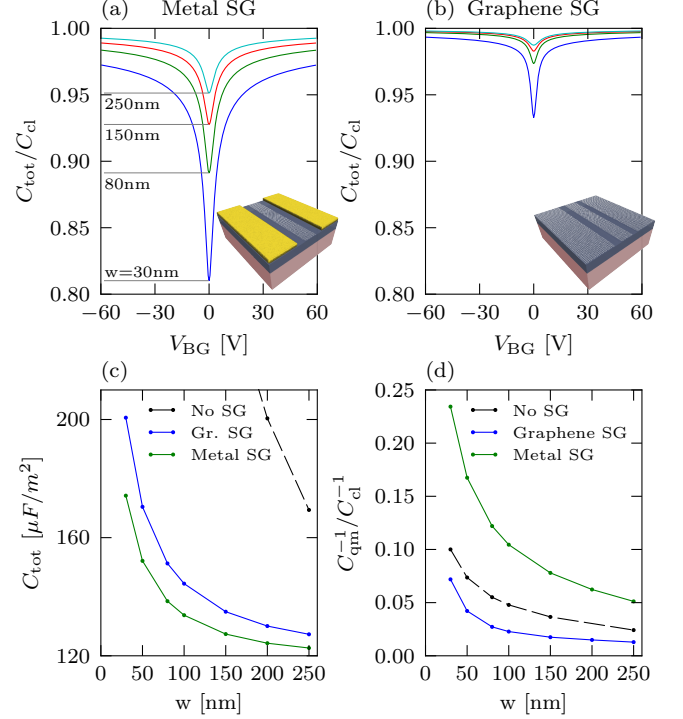 (a) Metal SG
1.00
0.95
0.90
0.85
0.80
C_tot/C_cl
250nm
150nm
80nm
w=30nm
−60 −30 0 30 60
V_BG [V]
(b) Graphene SG
1.00
0.95
0.90
0.85
0.80
C_tot/C_cl
−60 −30 0 30 60
V_BG [V]
(c)
200
160
120
C_tot [μF/m²]
No SG
Gr. SG
Metal SG
0 50 100 150 200 250
w [nm]
(d)
0.25
0.20
0.15
0.10
0.05
0.00
C_qm⁻¹/C_cl⁻¹
No SG
Graphene SG
Metal SG
0 50 100 150 200 250
w [nm]